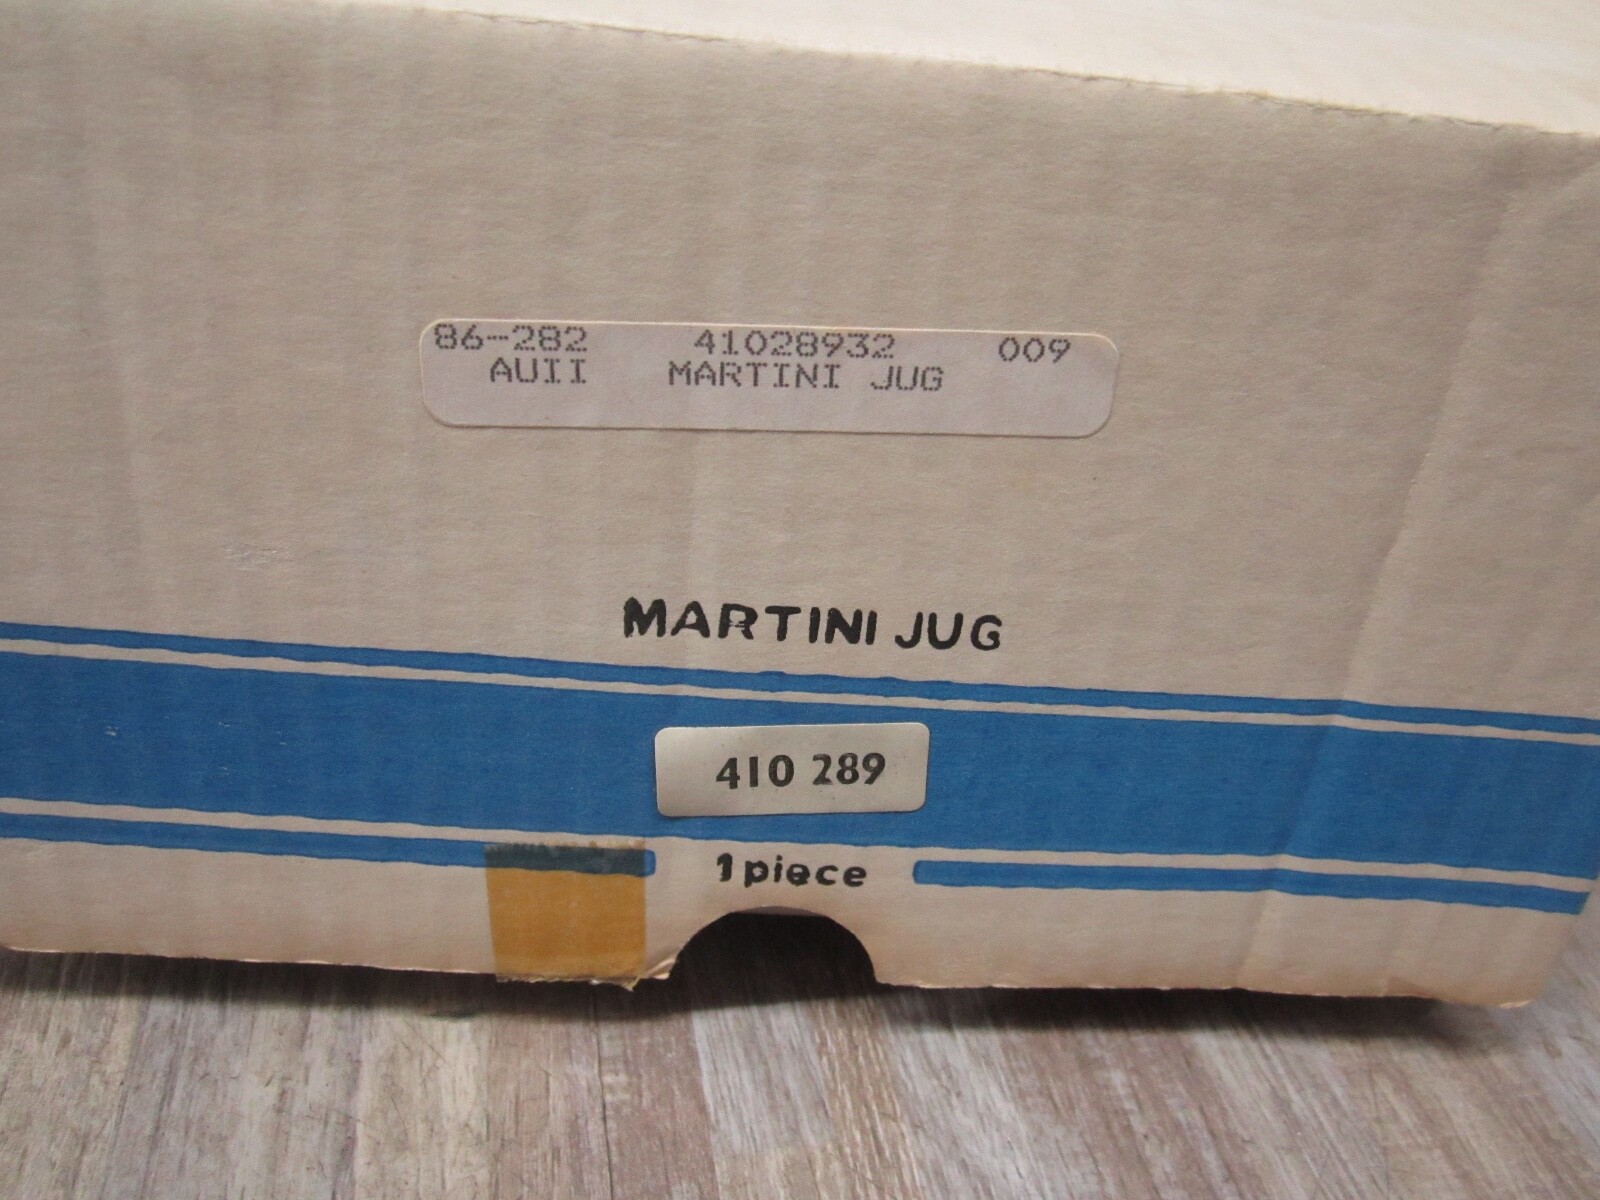 86-282 41028932 009
AUII MARTINI JUG
MARTINI JUG
410 289
1 piece